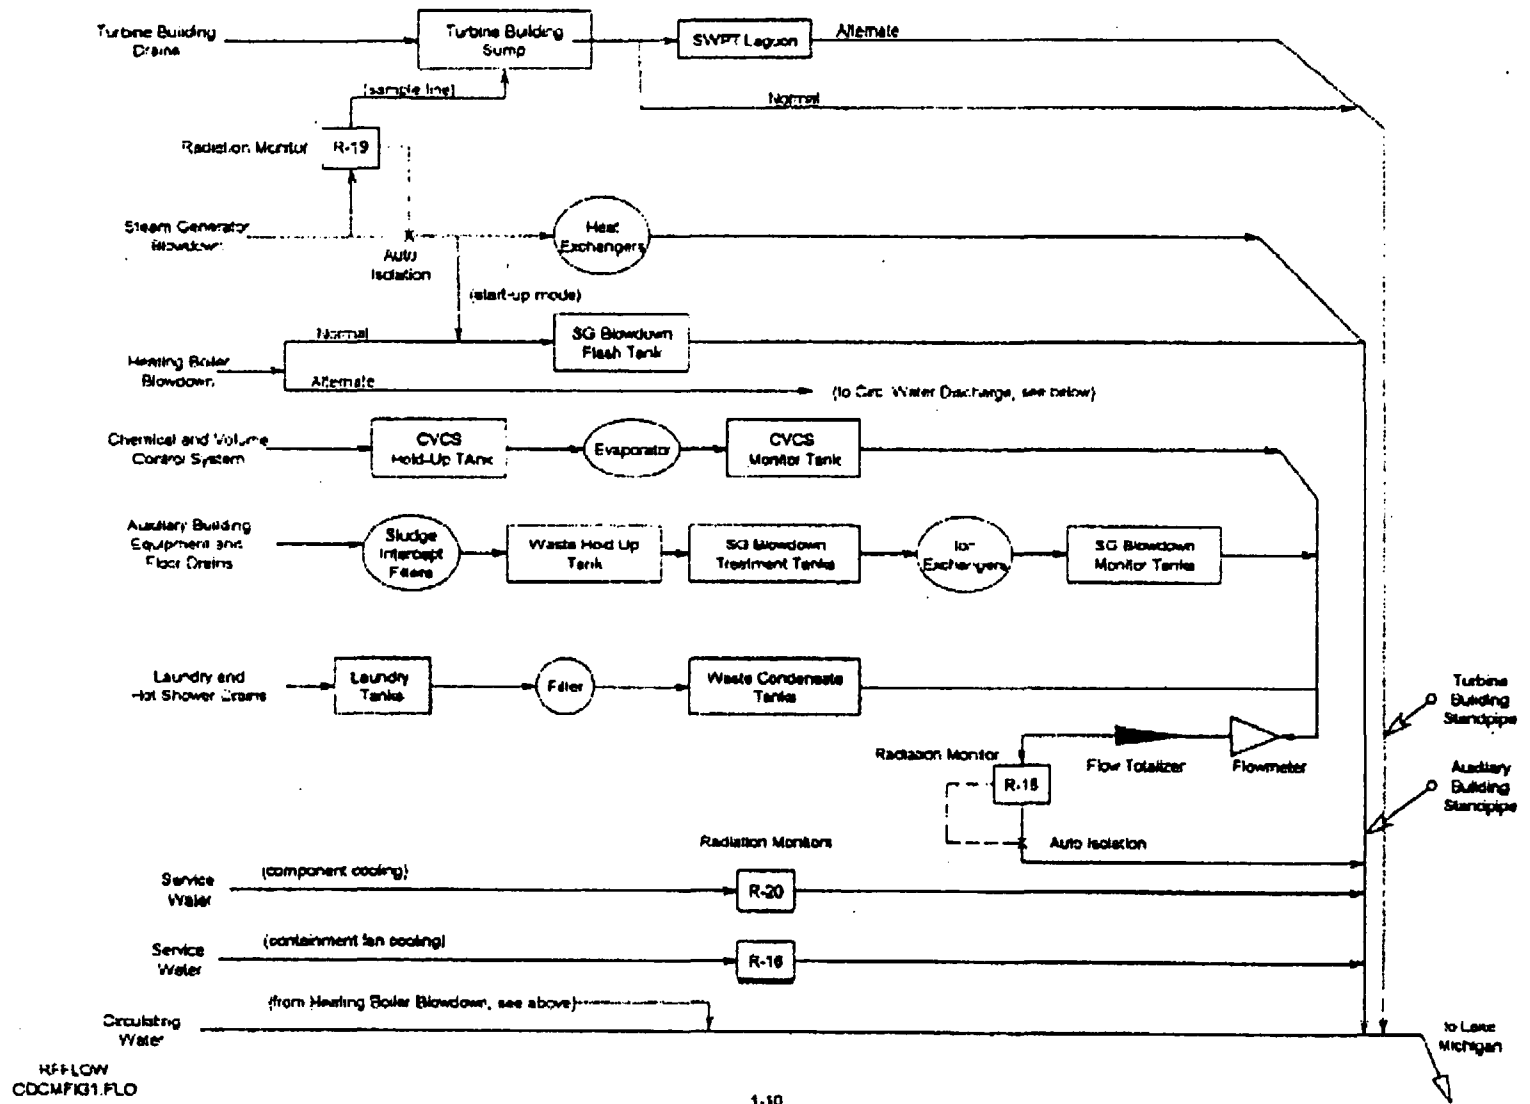 Turbine Building
Drains
Turbine Building
Sump
SWPT Lagoon
Alternate
(sample line)
Normal
Radiation Monitor
R-19
Steam Generator
Blowdown
Auto
Isolation
Heat
Exchangers
(start-up mode)
Normal
SG Blowdown
Flash Tank
Heating Boiler
Blowdown
Alternate
(to Circ Water Discharge, see below)
Chemical and Volume
Control System
CVCS
Hold-Up TAnk
Evaporator
CVCS
Monitor Tank
Auxiliary Building
Equipment and
Floor Drains
Sludge
Intercept
Filters
Waste Hold Up
Tank
SG Blowdown
Treatment Tanks
Ion
Exchangers
SG Blowdown
Monitor Tanks
Laundry and
Hot Shower Drains
Laundry
Tanks
Filter
Waste Condensate
Tanks
Turbine
Building
Standpipe
Radiation Monitor
Flow Totalizer
Flowmeter
Auxiliary
Building
Standpipe
Auto Isolation
Radiation Monitors
Service
Water
(component cooling)
R-20
Service
Water
(containment fan cooling)
R-16
(from Heating Boiler Blowdown, see above)
Circulating
Water
to Lake
Michigan
RFFLOW
1-10